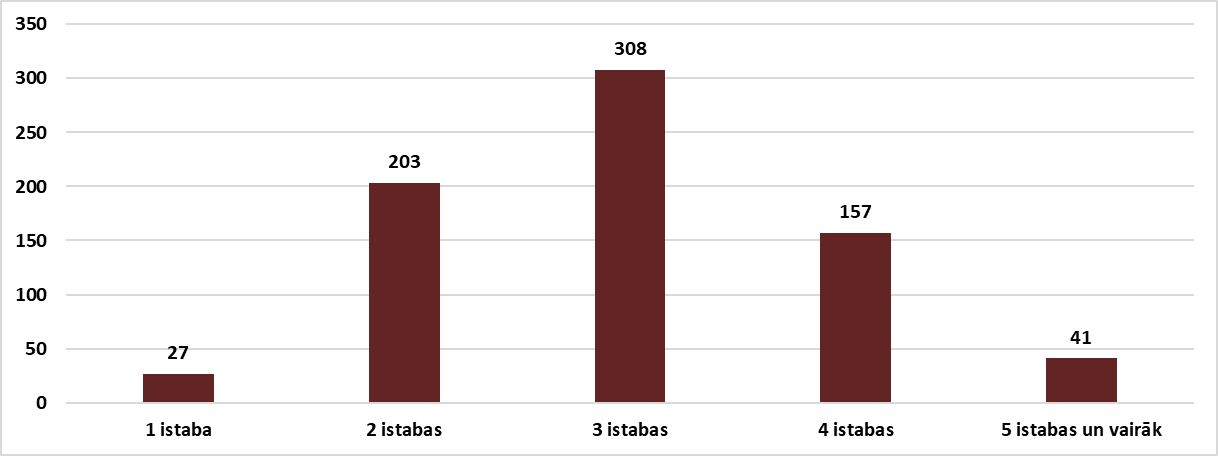 350
308
300
250
203
200
157
150
100
50
27
41
0
1 istaba
2 istabas
3 istabas
4 istabas
5 istabas un vairāk